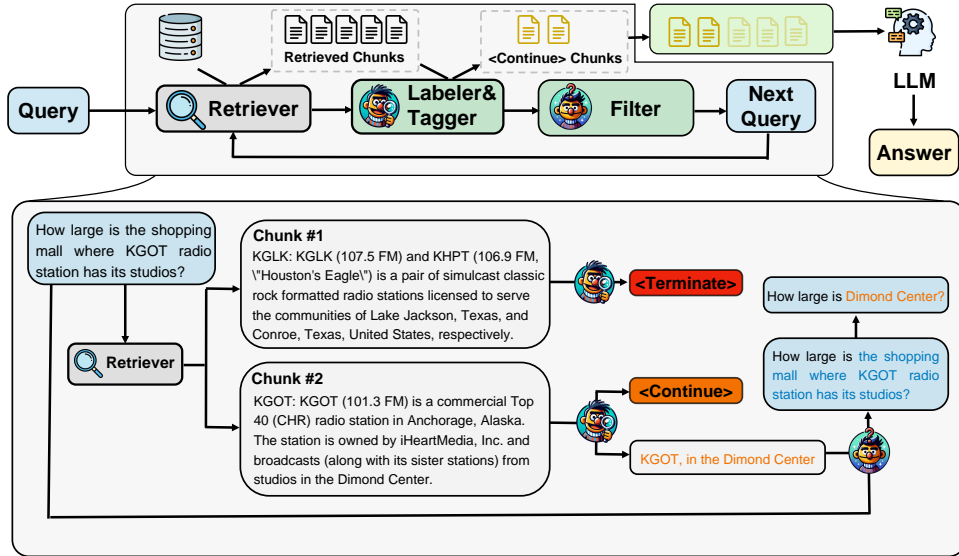 Retrieved Chunks
<Continue> Chunks
Query
Retriever
Labeler&
Tagger
Filter
Next
Query
LLM
Answer
How large is the shopping
mall where KGOT radio
station has its studios?
Retriever
Chunk #1
KGLK: KGLK (107.5 FM) and KHPT (106.9 FM,
\"Houston's Eagle\") is a pair of simulcast classic
rock formatted radio stations licensed to serve
the communities of Lake Jackson, Texas, and
Conroe, Texas, United States, respectively.
<Terminate>
Chunk #2
KGOT: KGOT (101.3 FM) is a commercial Top
40 (CHR) radio station in Anchorage, Alaska.
The station is owned by iHeartMedia, Inc. and
broadcasts (along with its sister stations) from
studios in the Dimond Center.
<Continue>
KGOT, in the Dimond Center
How large is Dimond Center?
How large is the shopping
mall where KGOT radio
station has its studios?